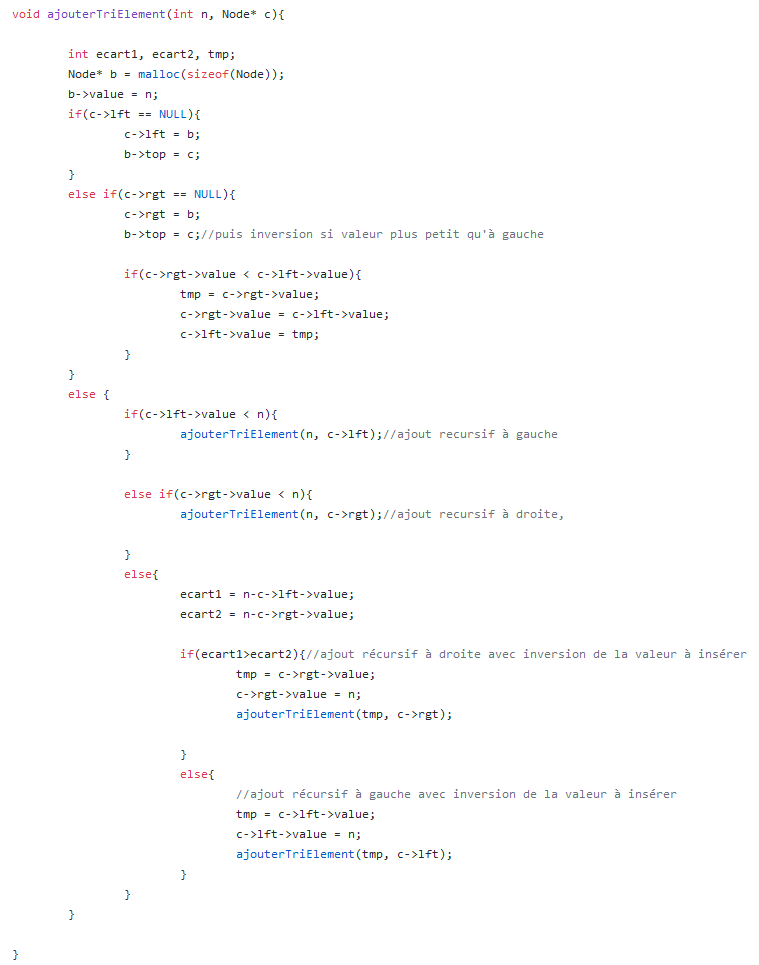 void ajouterTriElement(int n, Node* c){
int ecart1, ecart2, tmp;
Node* b = malloc(sizeof(Node));
b->value = n;
if(c->lft == NULL){
c->lft = b;
b->top = c;
}
else if(c->rgt == NULL){
c->rgt = b;
b->top = c;//puis inversion si valeur plus petit qu'à gauche
if(c->rgt->value < c->lft->value){
tmp = c->rgt->value;
c->rgt->value = c->lft->value;
c->lft->value = tmp;
}
}
else {
if(c->lft->value < n){
ajouterTriElement(n, c->lft);//ajout recursif à gauche
}
else if(c->rgt->value < n){
ajouterTriElement(n, c->rgt);//ajout recursif à droite,
}
else{
ecart1 = n-c->lft->value;
ecart2 = n-c->rgt->value;
if(ecart1>ecart2){//ajout récursif à droite avec inversion de la valeur à insérer
tmp = c->rgt->value;
c->rgt->value = n;
ajouterTriElement(tmp, c->rgt);
}
else{
//ajout récursif à gauche avec inversion de la valeur à insérer
tmp = c->lft->value;
c->lft->value = n;
ajouterTriElement(tmp, c->lft);
}
}
}
}